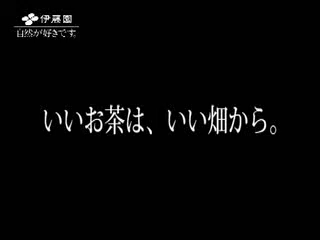 伊藤園
自然が好きです。
いいお茶は、いい畑から。